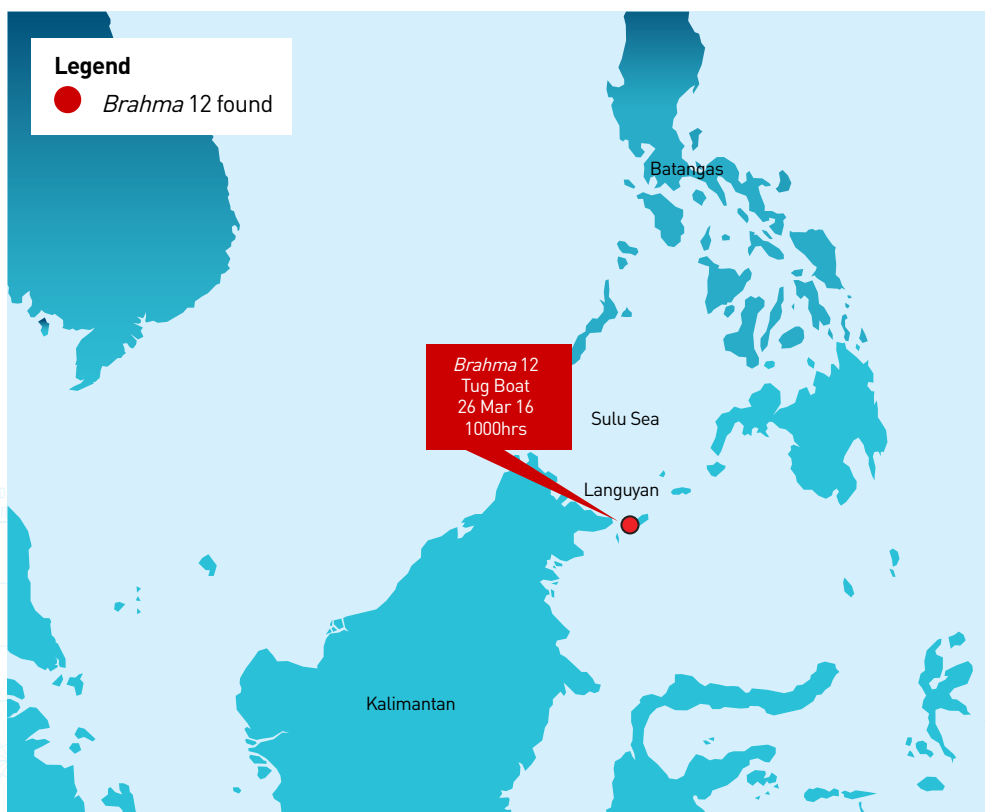 Legend
Brahma 12 found
Batangas
Brahma 12
Tug Boat
26 Mar 16
1000hrs
Sulu Sea
Languyan
Kalimantan